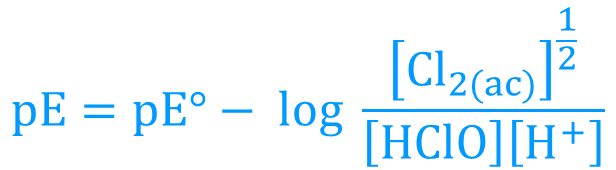 pE = pE° − log [Cl₂(ac)]^(1/2) / [HClO][H⁺]